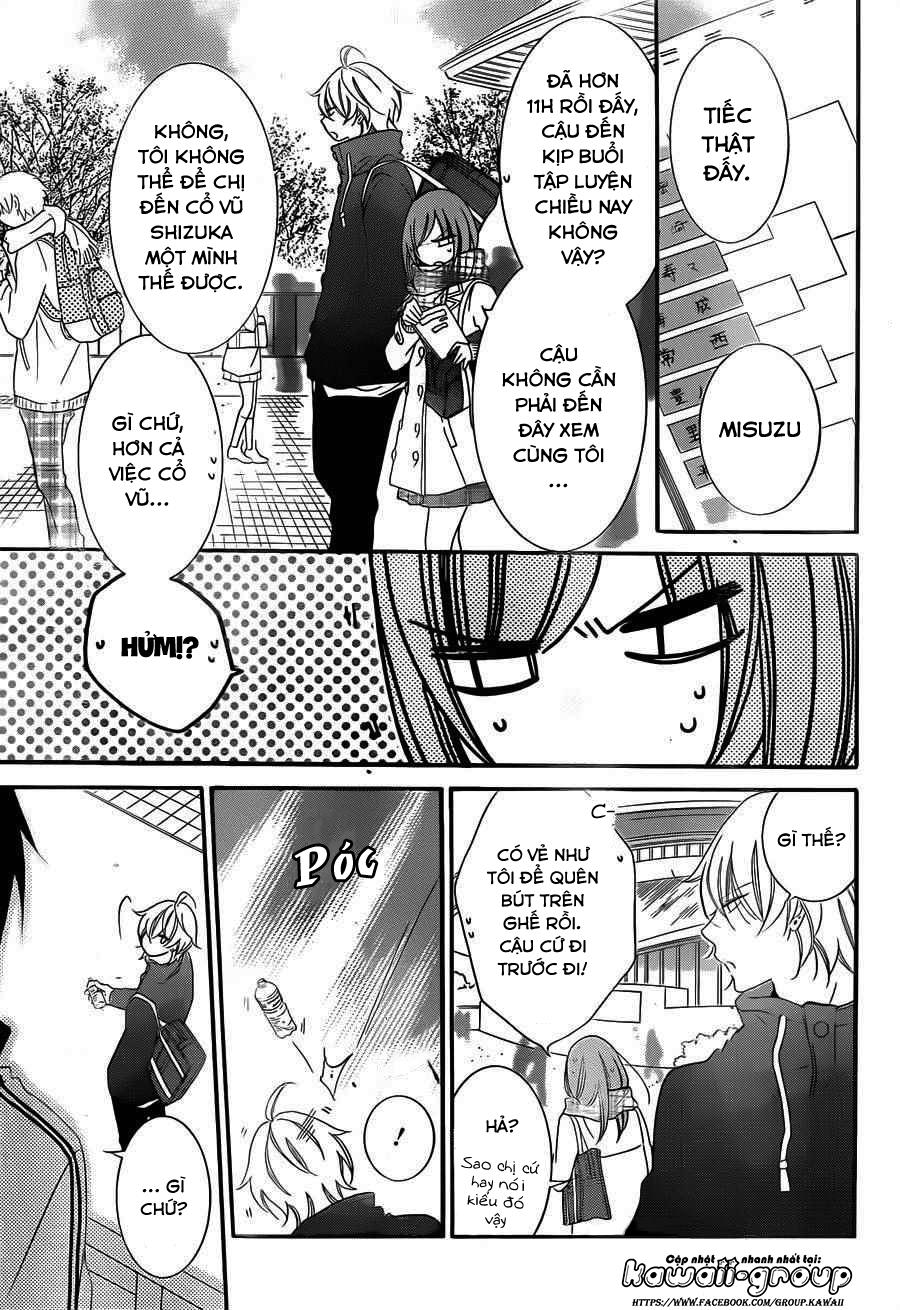 TIẾC
THẬT
ĐẤY.
MISUZU
ĐÃ HƠN
11H RỒI ĐẤY,
CẬU ĐẾN
KỊP BUỔI
TẬP LUYỆN
CHIỀU NAY
KHÔNG
VẬY?
CẬU
KHÔNG CẦN
PHẢI ĐẾN
ĐÂY XEM
CÙNG TÔI
...
KHÔNG,
TÔI KHÔNG
THỂ ĐỂ CHỊ
ĐẾN CỔ VŨ
SHIZUKA
MỘT MÌNH
THẾ ĐƯỢC.
GÌ CHỨ,
HƠN CẢ
VIỆC CỔ
VŨ...
HỬM!?
GÌ THẾ?
C-
CÓ VẺ NHƯ
TÔI ĐỂ QUÊN
BÚT TRÊN
GHẾ RỒI.
CẬU CỨ ĐI
TRƯỚC ĐI!
HẢ?
Sao chị cứ
hay nói
kiểu đó
vậy
PÓC
!
... GÌ
CHỨ?
Cập nhật nhanh nhất tại:
kawaii-group
HTTPS://WWW.FACEBOOK.COM/GROUP.KAWAII